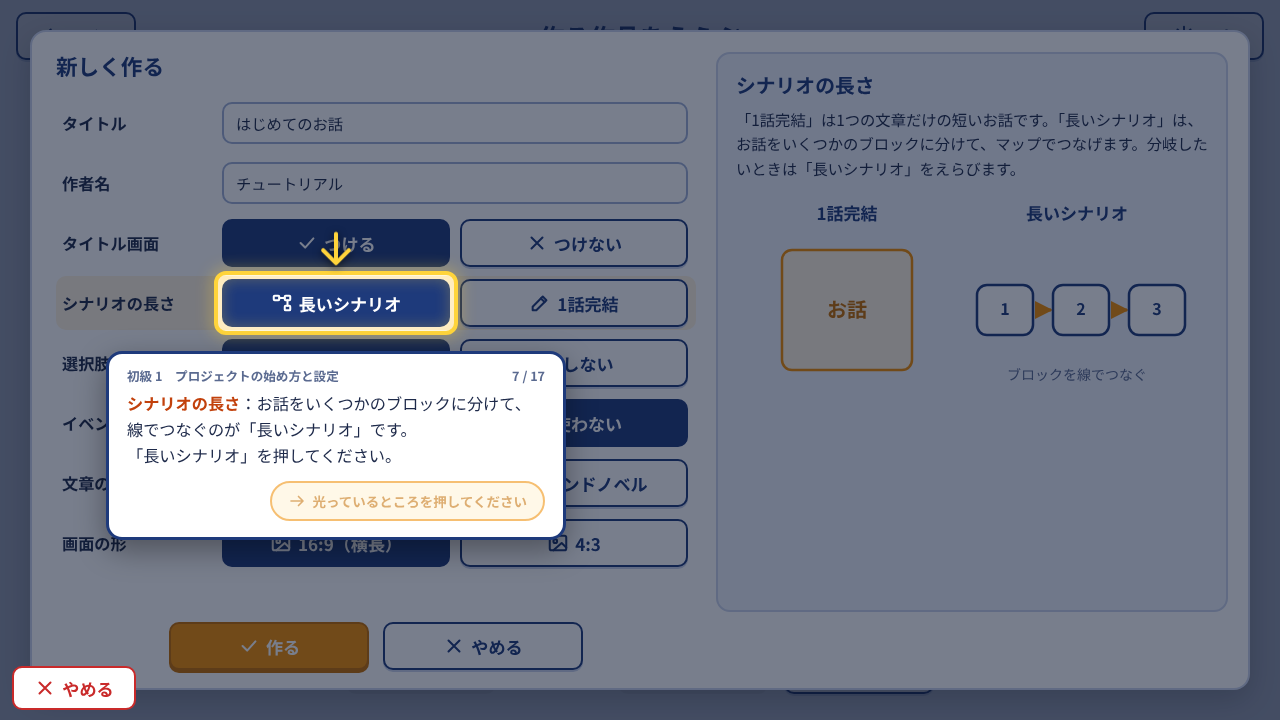 新しく作る
タイトル
はじめてのお話
作者名
チュートリアル
タイトル画面
つける
つけない
シナリオの長さ
長いシナリオ
1話完結
選択肢
しない
イベン
使わない
文章の
ンドノベル
画面の形
16:9（横長）
4:3
作る
やめる
やめる
初級 1　プロジェクトの始め方と設定
7 / 17
シナリオの長さ：お話をいくつかのブロックに分けて、
線でつなぐのが「長いシナリオ」です。
「長いシナリオ」を押してください。
光っているところを押してください
シナリオの長さ
「1話完結」は1つの文章だけの短いお話です。「長いシナリオ」は、
お話をいくつかのブロックに分けて、マップでつなげます。分岐した
いときは「長いシナリオ」をえらびます。
1話完結
長いシナリオ
お話
1
2
3
ブロックを線でつなぐ